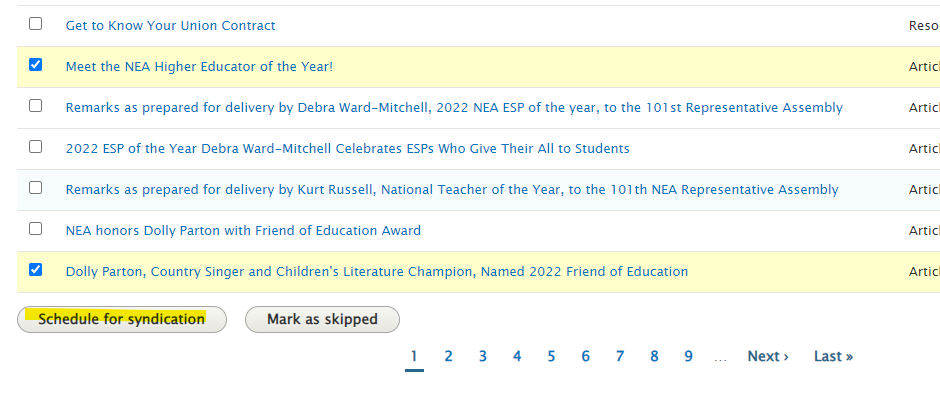 Get to Know Your Union Contract Reso
Meet the NEA Higher Educator of the Year! Artic
Remarks as prepared for delivery by Debra Ward-Mitchell, 2022 NEA ESP of the year, to the 101st Representative Assembly Artic
2022 ESP of the Year Debra Ward-Mitchell Celebrates ESPs Who Give Their All to Students Artic
Remarks as prepared for delivery by Kurt Russell, National Teacher of the Year, to the 101th NEA Representative Assembly Artic
NEA honors Dolly Parton with Friend of Education Award Artic
Dolly Parton, Country Singer and Children's Literature Champion, Named 2022 Friend of Education Artic
Schedule for syndication Mark as skipped
1 2 3 4 5 6 7 8 9 … Next › Last »